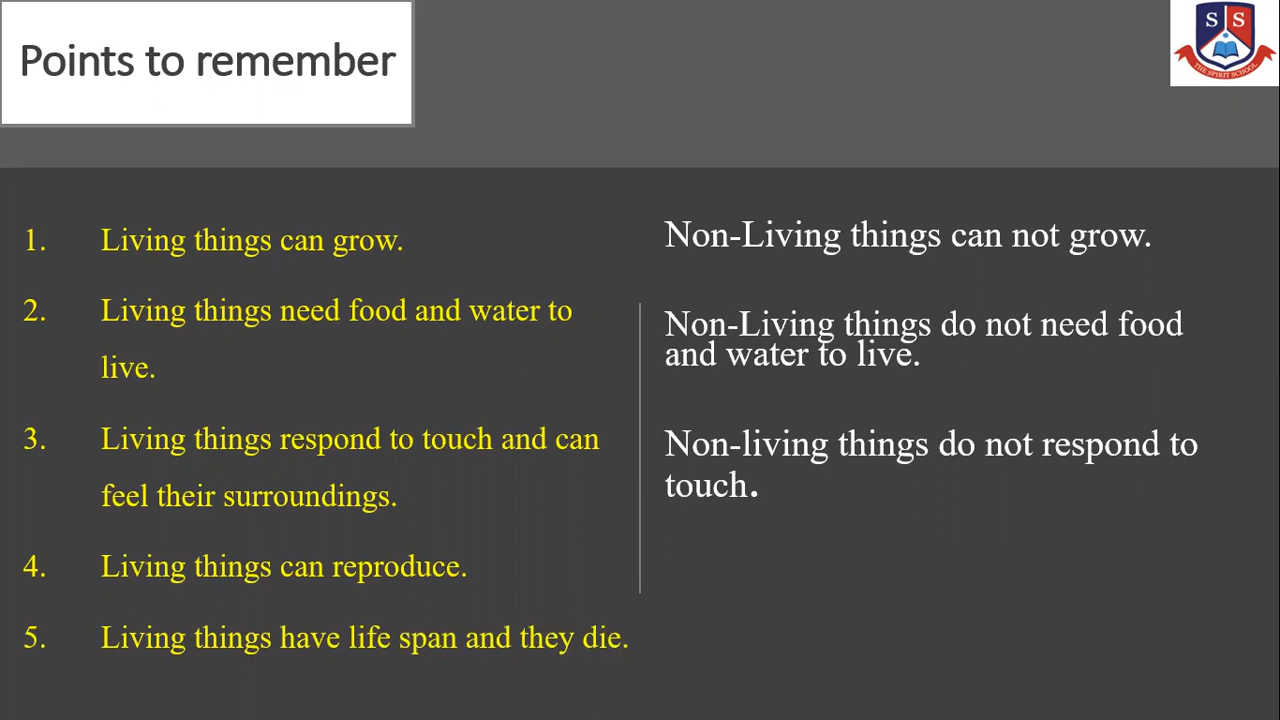 Points to remember
S S
THE SPIRIT SCHOOL
1. Living things can grow.
2. Living things need food and water to
live.
3. Living things respond to touch and can
feel their surroundings.
4. Living things can reproduce.
5. Living things have life span and they die.
Non-Living things can not grow.
Non-Living things do not need food
and water to live.
Non-living things do not respond to
touch.